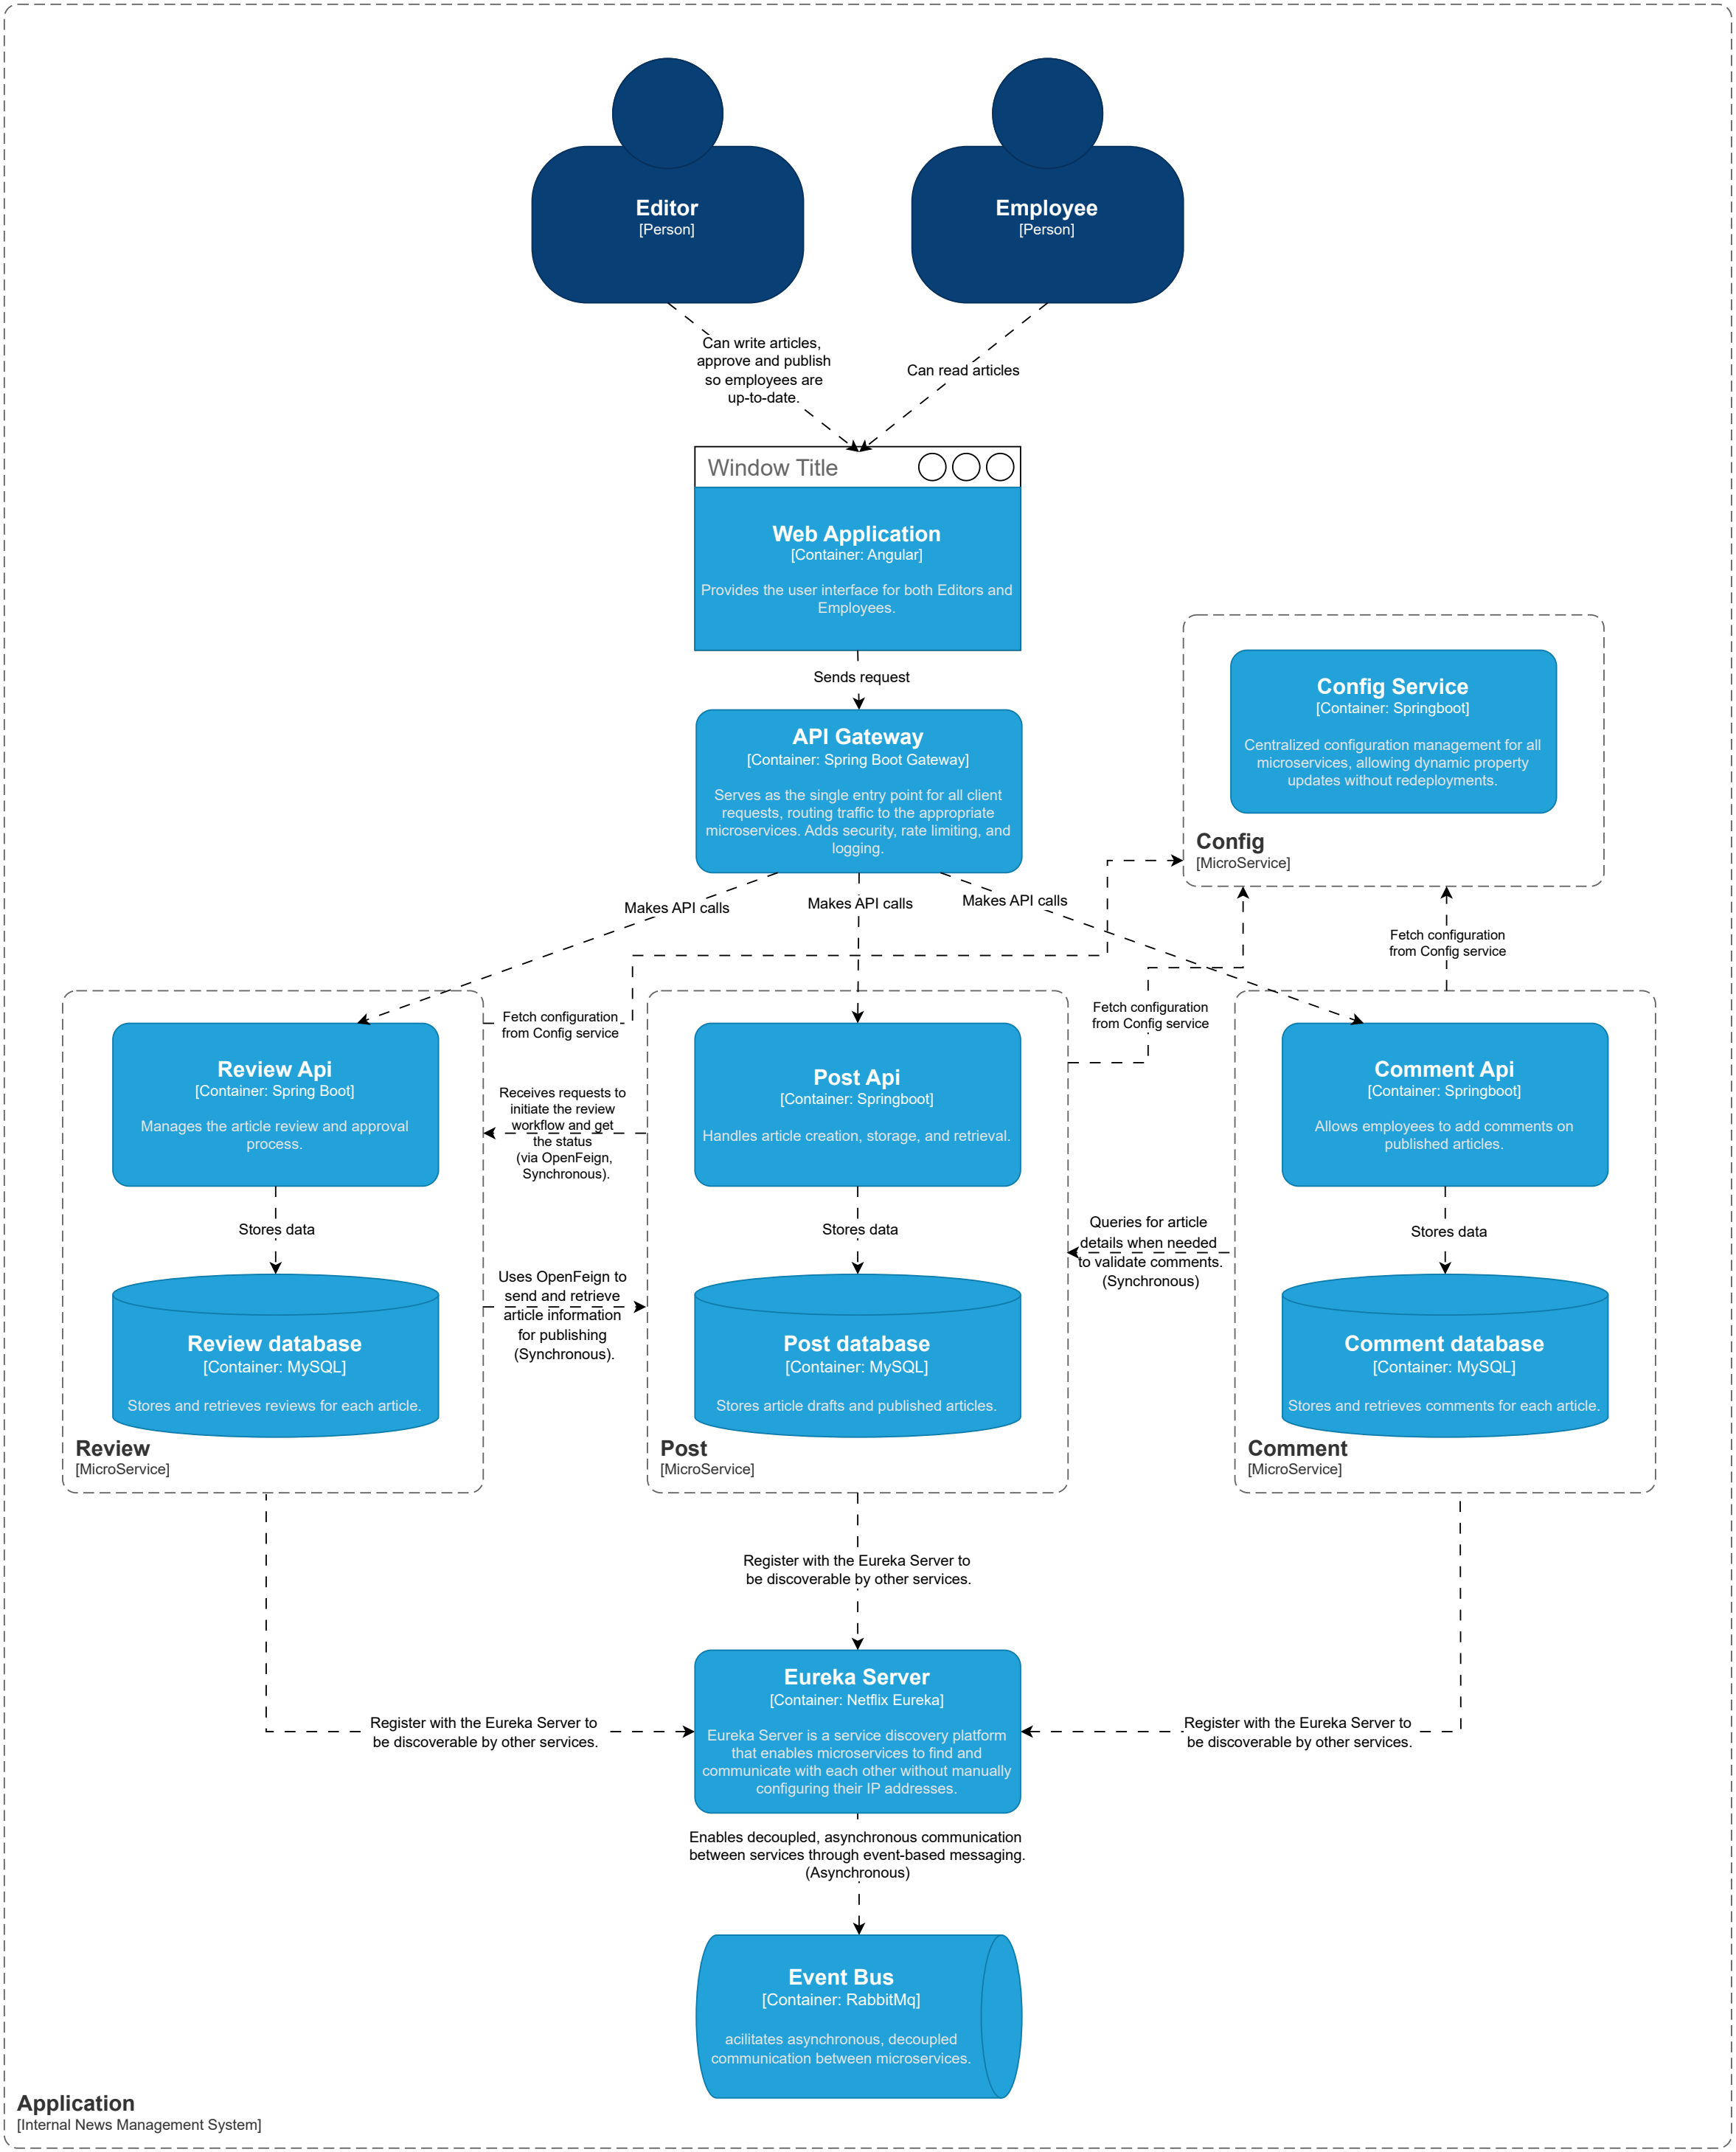 Editor
[Person]
Employee
[Person]
Can write articles,
approve and publish
so employees are
up-to-date.
Can read articles
Window Title
Web Application
[Container: Angular]
Provides the user interface for both Editors and
Employees.
Sends request
Config Service
[Container: Springboot]
Centralized configuration management for all
microservices, allowing dynamic property
updates without redeployments.
Config
[MicroService]
API Gateway
[Container: Spring Boot Gateway]
Serves as the single entry point for all client
requests, routing traffic to the appropriate
microservices. Adds security, rate limiting, and
logging.
Makes API calls
Makes API calls
Makes API calls
Fetch configuration
from Config service
Fetch configuration
from Config service
Fetch configuration
from Config service
Review Api
[Container: Spring Boot]
Manages the article review and approval
process.
Stores data
Review database
[Container: MySQL]
Stores and retrieves reviews for each article.
Review
[MicroService]
Receives requests to
initiate the review
workflow and get
the status
(via OpenFeign,
Synchronous).
Uses OpenFeign to
send and retrieve
article information
for publishing
(Synchronous).
Post Api
[Container: Springboot]
Handles article creation, storage, and retrieval.
Stores data
Post database
[Container: MySQL]
Stores article drafts and published articles.
Post
[MicroService]
Queries for article
details when needed
to validate comments.
(Synchronous)
Comment Api
[Container: Springboot]
Allows employees to add comments on
published articles.
Stores data
Comment database
[Container: MySQL]
Stores and retrieves comments for each article.
Comment
[MicroService]
Register with the Eureka Server to
be discoverable by other services.
Register with the Eureka Server to
be discoverable by other services.
Register with the Eureka Server to
be discoverable by other services.
Eureka Server
[Container: Netflix Eureka]
Eureka Server is a service discovery platform
that enables microservices to find and
communicate with each other without manually
configuring their IP addresses.
Enables decoupled, asynchronous communication
between services through event-based messaging.
(Asynchronous)
Event Bus
[Container: RabbitMq]
acilitates asynchronous, decoupled
communication between microservices.
Application
[Internal News Management System]